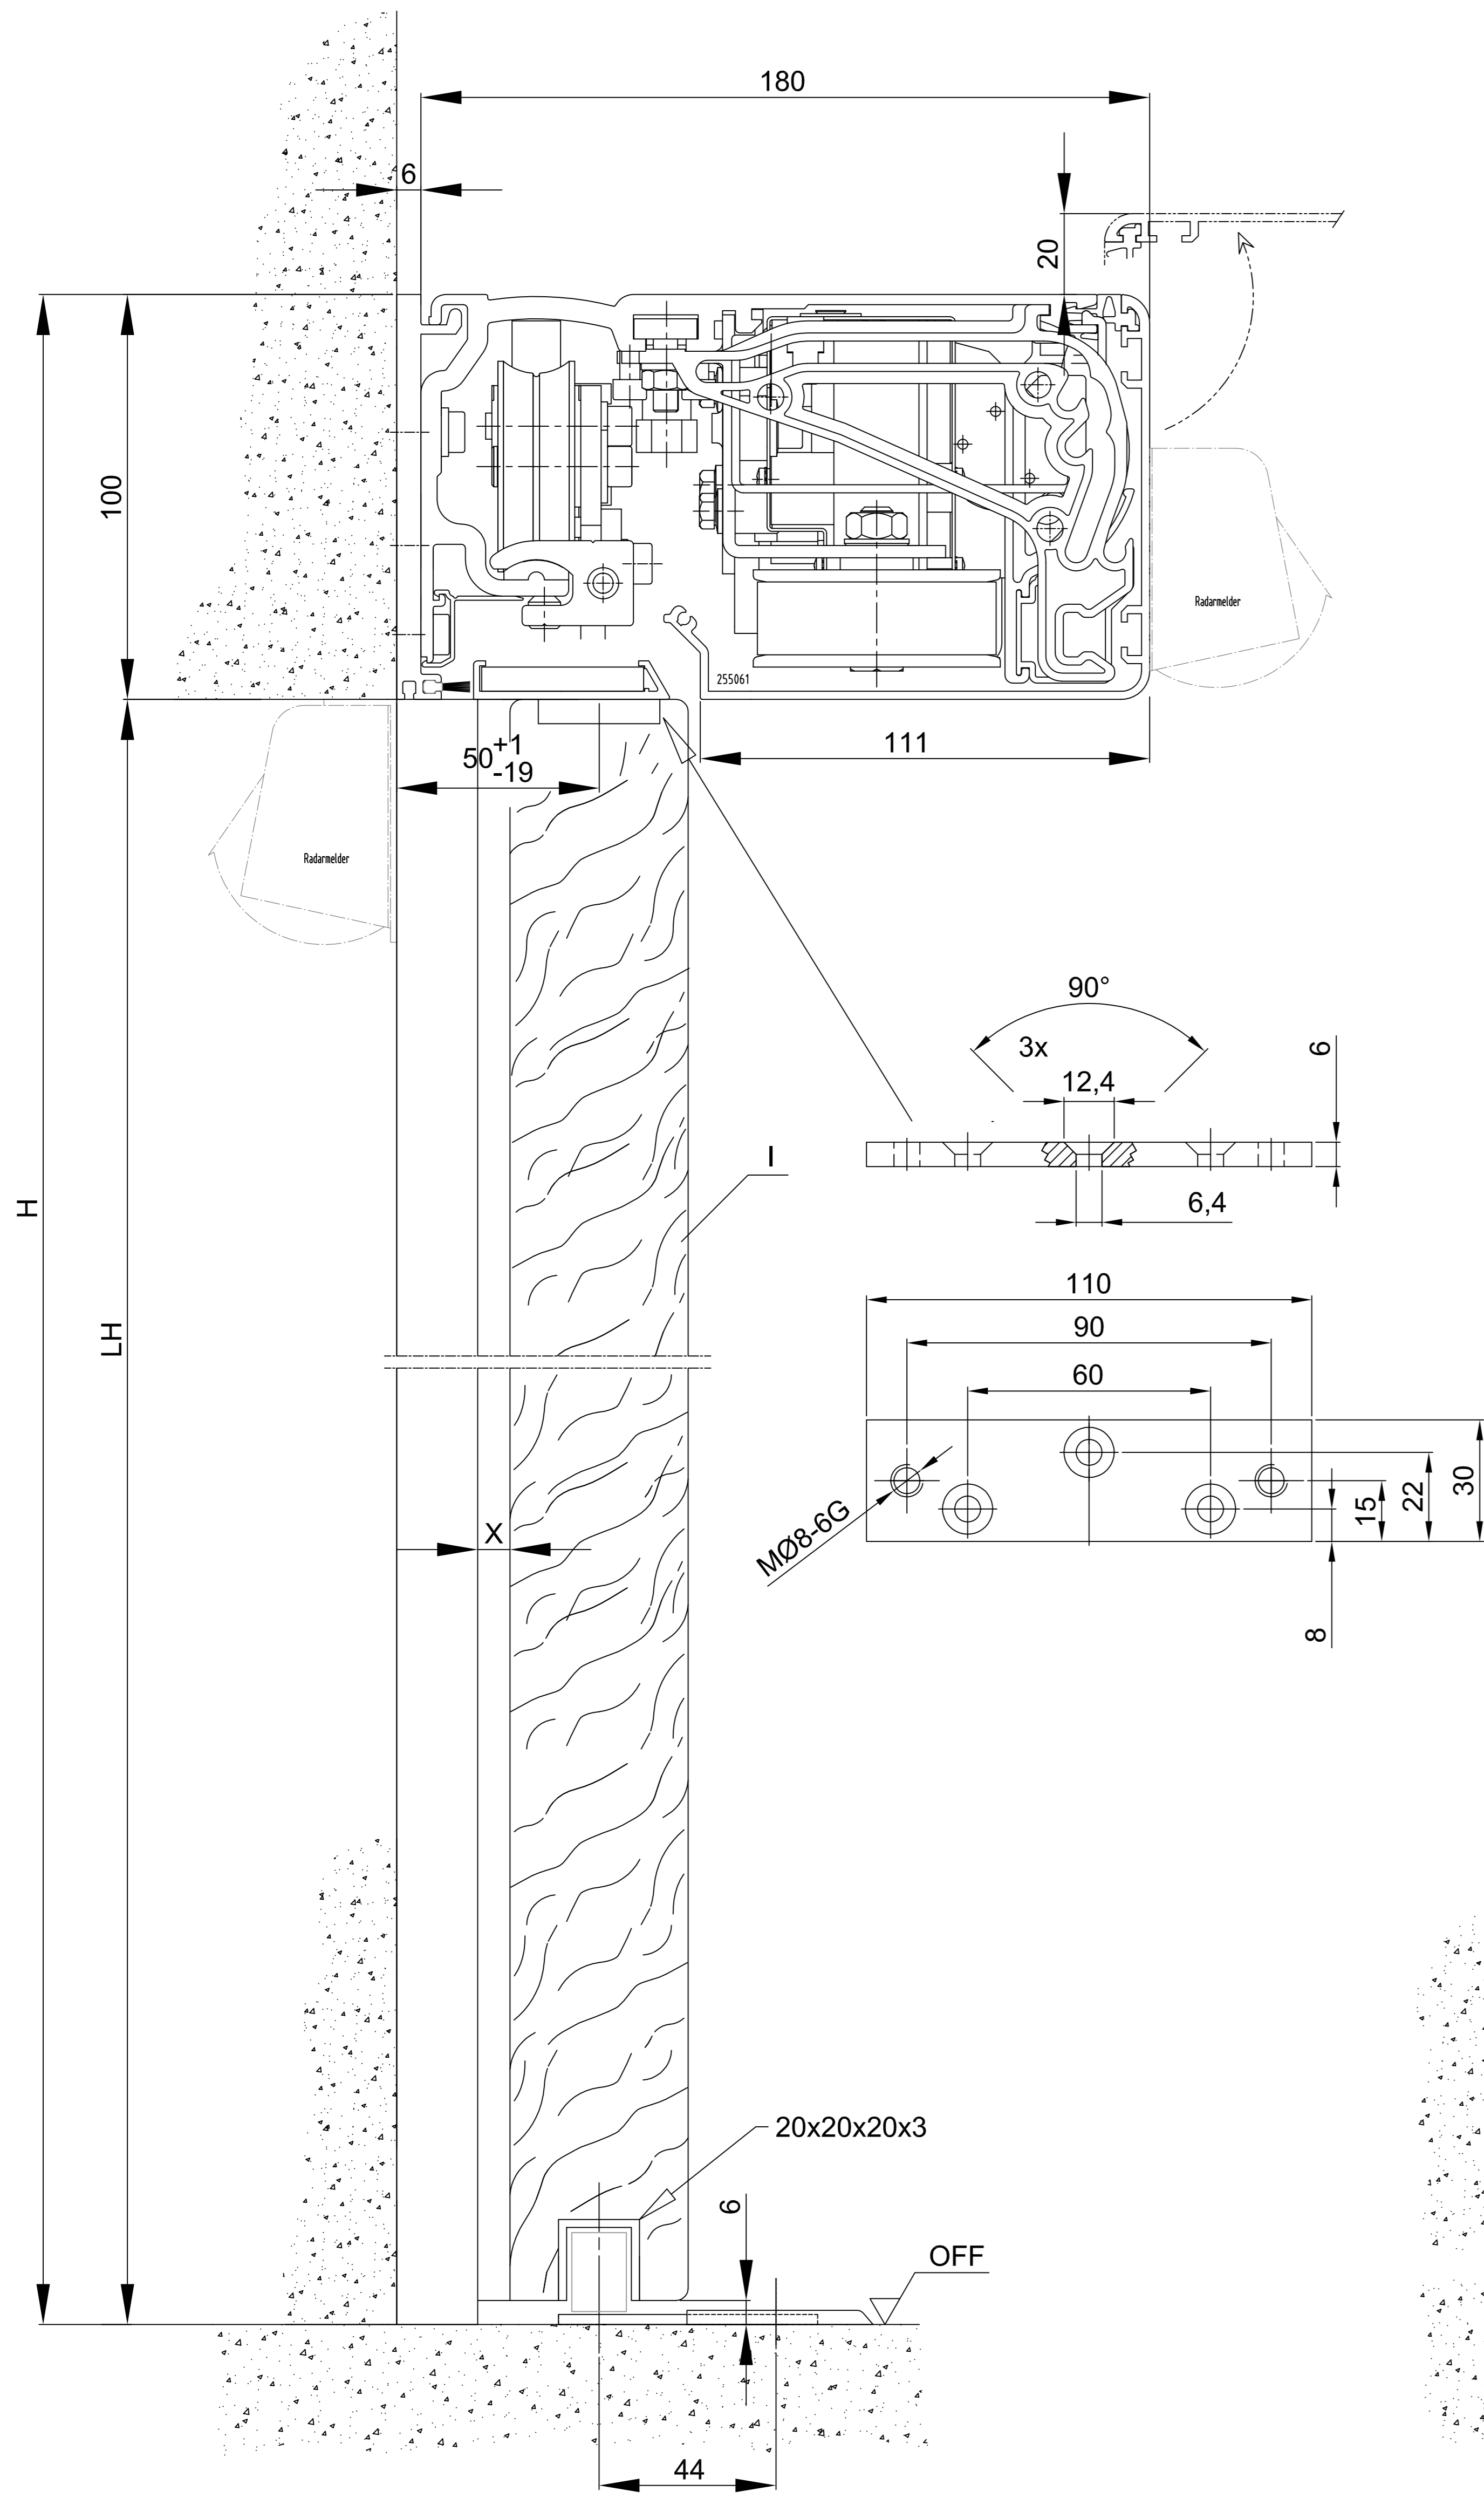 180
6
20
100
Radarmelder
255061
50 +1 -19
111
Radarmelder
90°
3x
12,4
6
I
6,4
H
LH
110
90
60
MØ8-6G
15
22
30
8
X
20x20x20x3
6
OFF
44